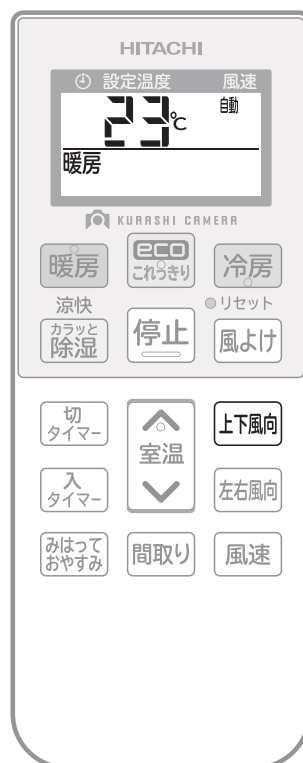 HITACHI
設定温度 風速
23℃ 自動
暖房
KURASHI CAMERA
暖房 eco これっきり 冷房
涼快 リセット
カラッと 除湿 停止 風よけ
切 タイマー 室温 上下風向
入 タイマー 左右風向
みはって おやすみ 間取り 風速